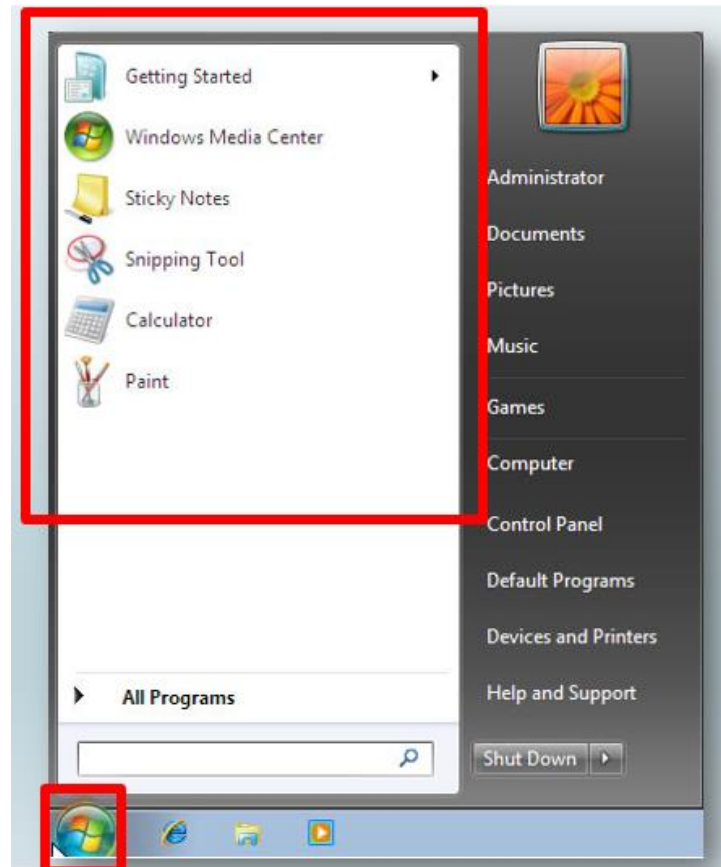 Getting Started
Windows Media Center
Sticky Notes
Snipping Tool
Calculator
Paint
All Programs
Administrator
Documents
Pictures
Music
Games
Computer
Control Panel
Default Programs
Devices and Printers
Help and Support
Shut Down